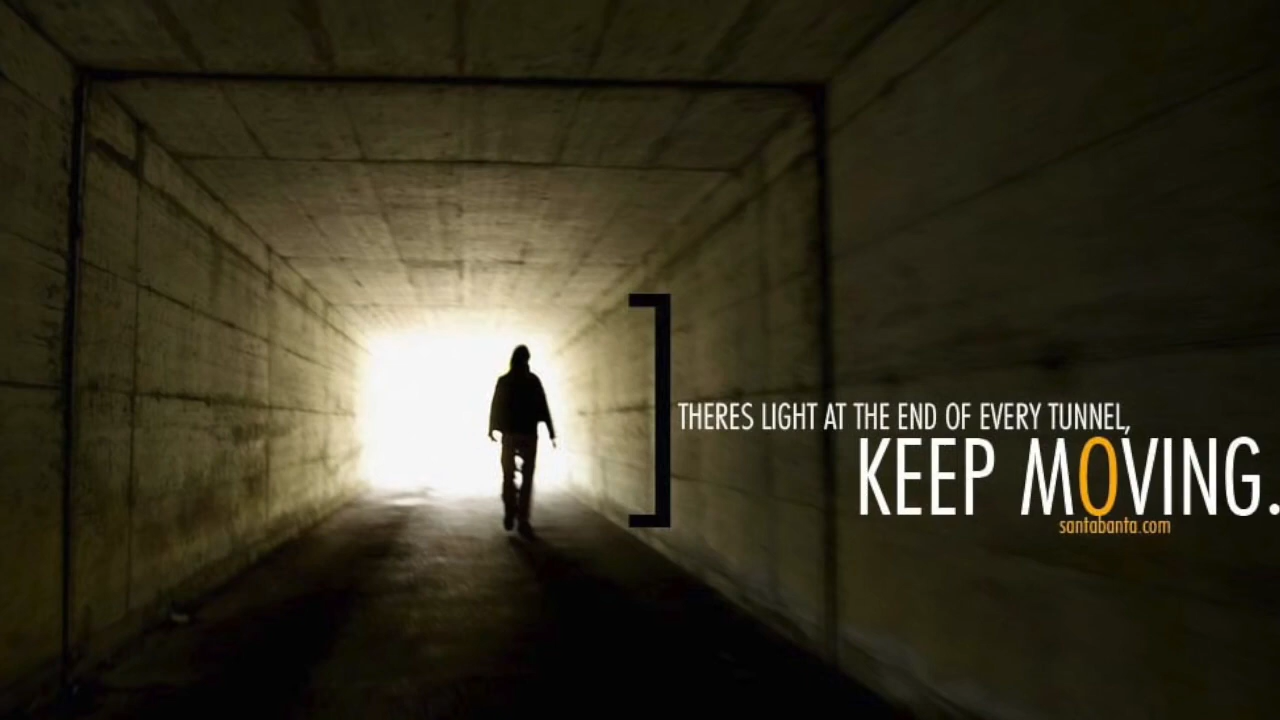 THERES LIGHT AT THE END OF EVERY TUNNEL,
KEEP MOVING.
santabanta.com